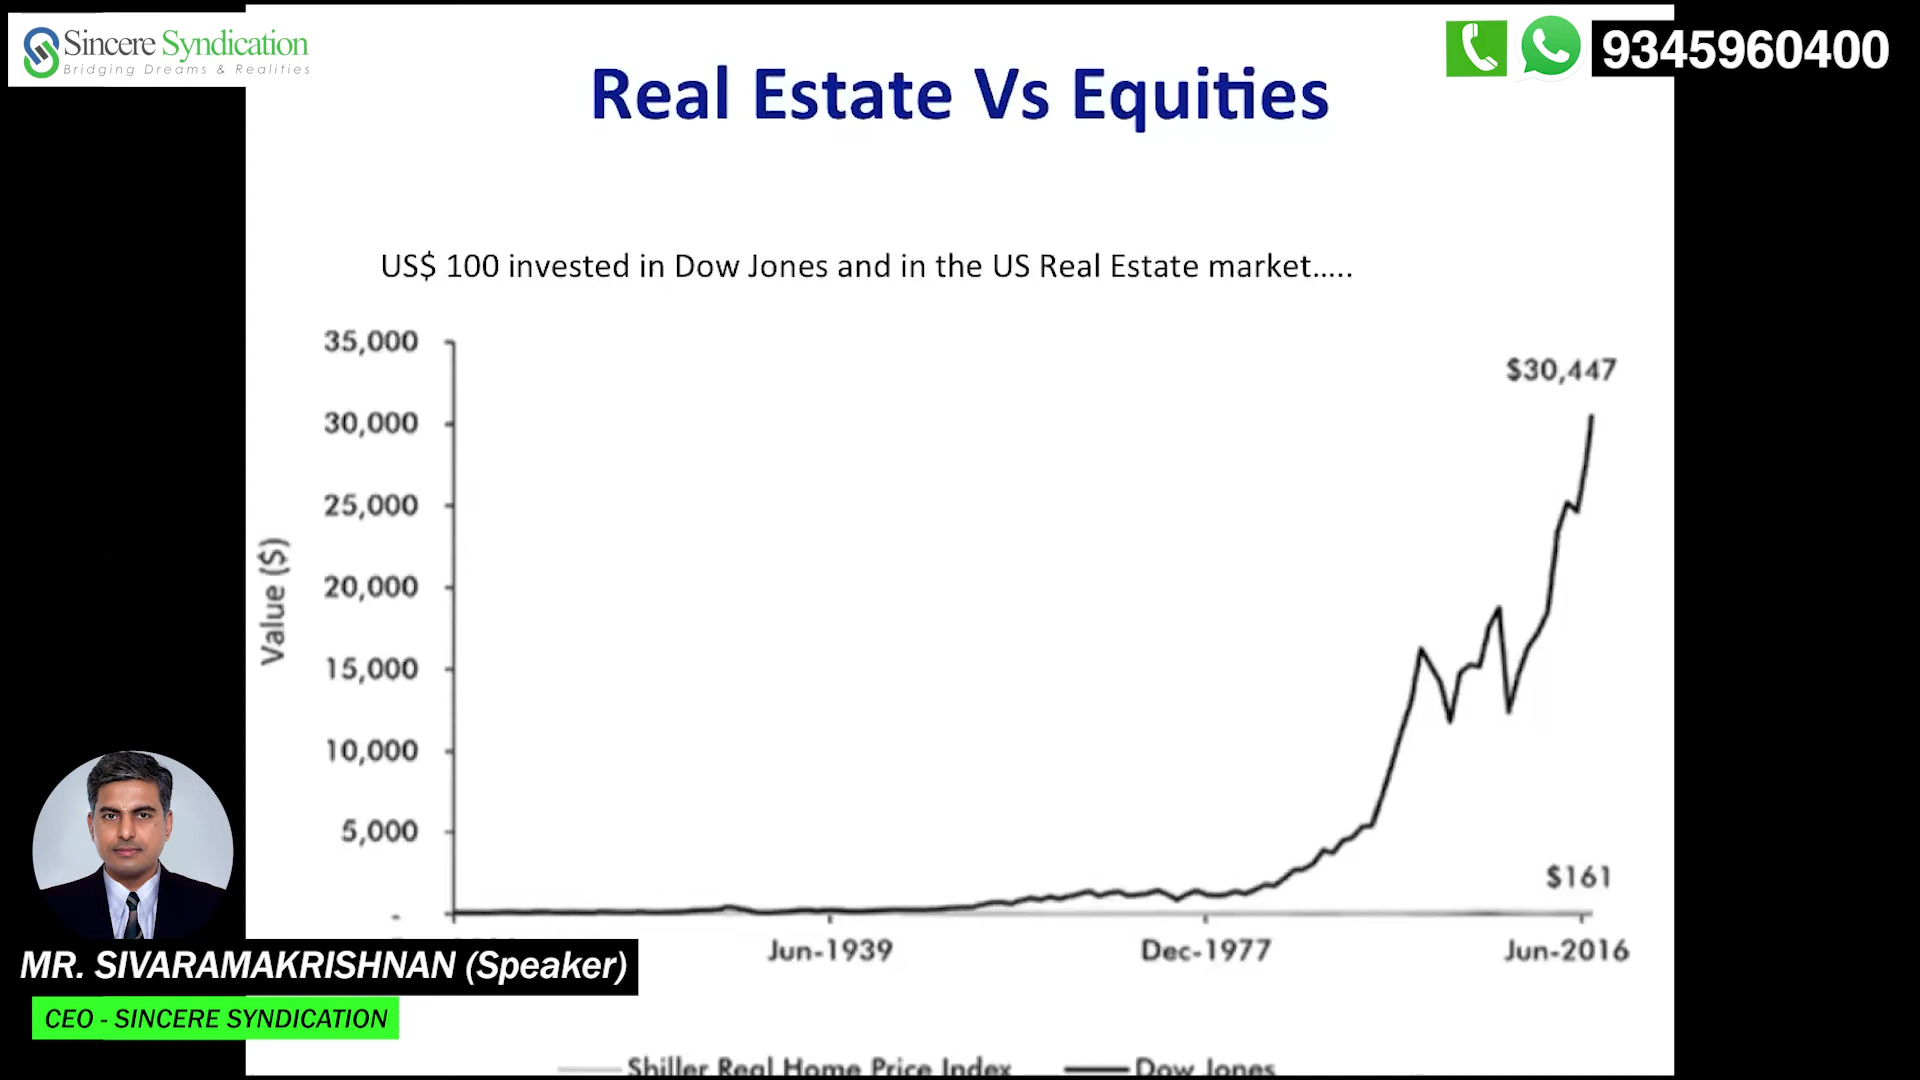 Sincere Syndication
Bridging Dreams & Realities
9345960400
Real Estate Vs Equities
US$ 100 invested in Dow Jones and in the US Real Estate market.....
35,000
30,000
25,000
20,000
15,000
10,000
5,000
-
Value ($)
$30,447
$161
Jun-1939
Dec-1977
Jun-2016
MR. SIVARAMAKRISHNAN (Speaker)
CEO - SINCERE SYNDICATION
Shiller Real Home Price Index
Dow Jones